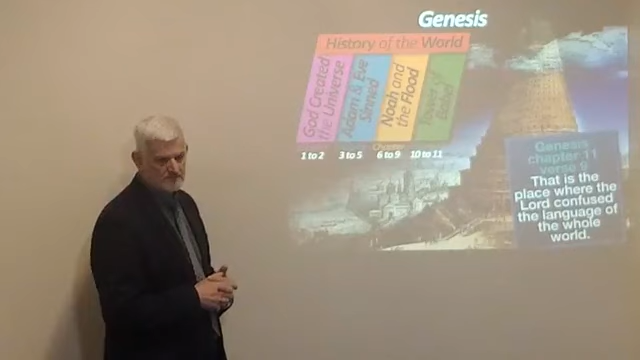 Genesis
History of the World
God Created
the Universe
Adam & Eve
Sinned
Noah and
the Flood
Tower of
Babel
Chapter
1 to 2
3 to 5
6 to 9
10 to 11
Genesis
chapter 11
verse 9
That is the
place where the
Lord confused
the language of
the whole
world.